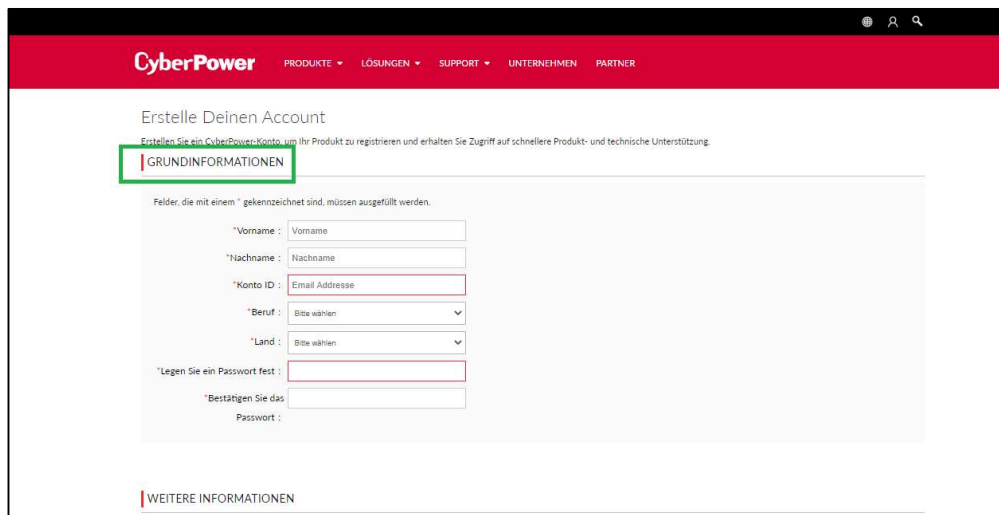 CyberPower PRODUKTE LÖSUNGEN SUPPORT UNTERNEHMEN PARTNER
Erstelle Deinen Account
Erstellen Sie ein CyberPower-Konto, um Ihr Produkt zu registrieren und erhalten Sie Zugriff auf schnellere Produkt- und technische Unterstützung.
GRUNDINFORMATIONEN
Felder, die mit einem * gekennzeichnet sind, müssen ausgefüllt werden.
*Vorname : Vorname
*Nachname : Nachname
*Konto ID : Email Addresse
*Beruf : Bitte wählen
*Land : Bitte wählen
*Legen Sie ein Passwort fest :
*Bestätigen Sie das
Passwort :
WEITERE INFORMATIONEN